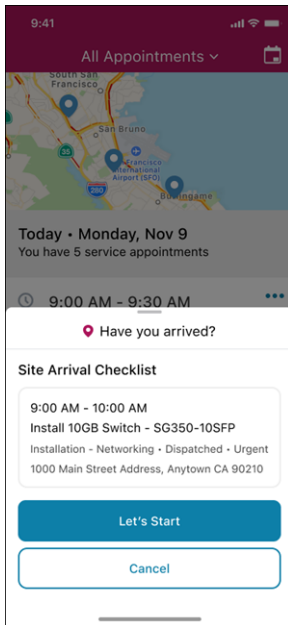 9:41
All Appointments
South San
Francisco
San Bruno
35
Francisco
International
Airport (SFO)
280
Burlingame
Today • Monday, Nov 9
You have 5 service appointments
9:00 AM - 9:30 AM
Have you arrived?
Site Arrival Checklist
9:00 AM - 10:00 AM
Install 10GB Switch - SG350-10SFP
Installation - Networking • Dispatched • Urgent
1000 Main Street Address, Anytown CA 90210
Let's Start
Cancel